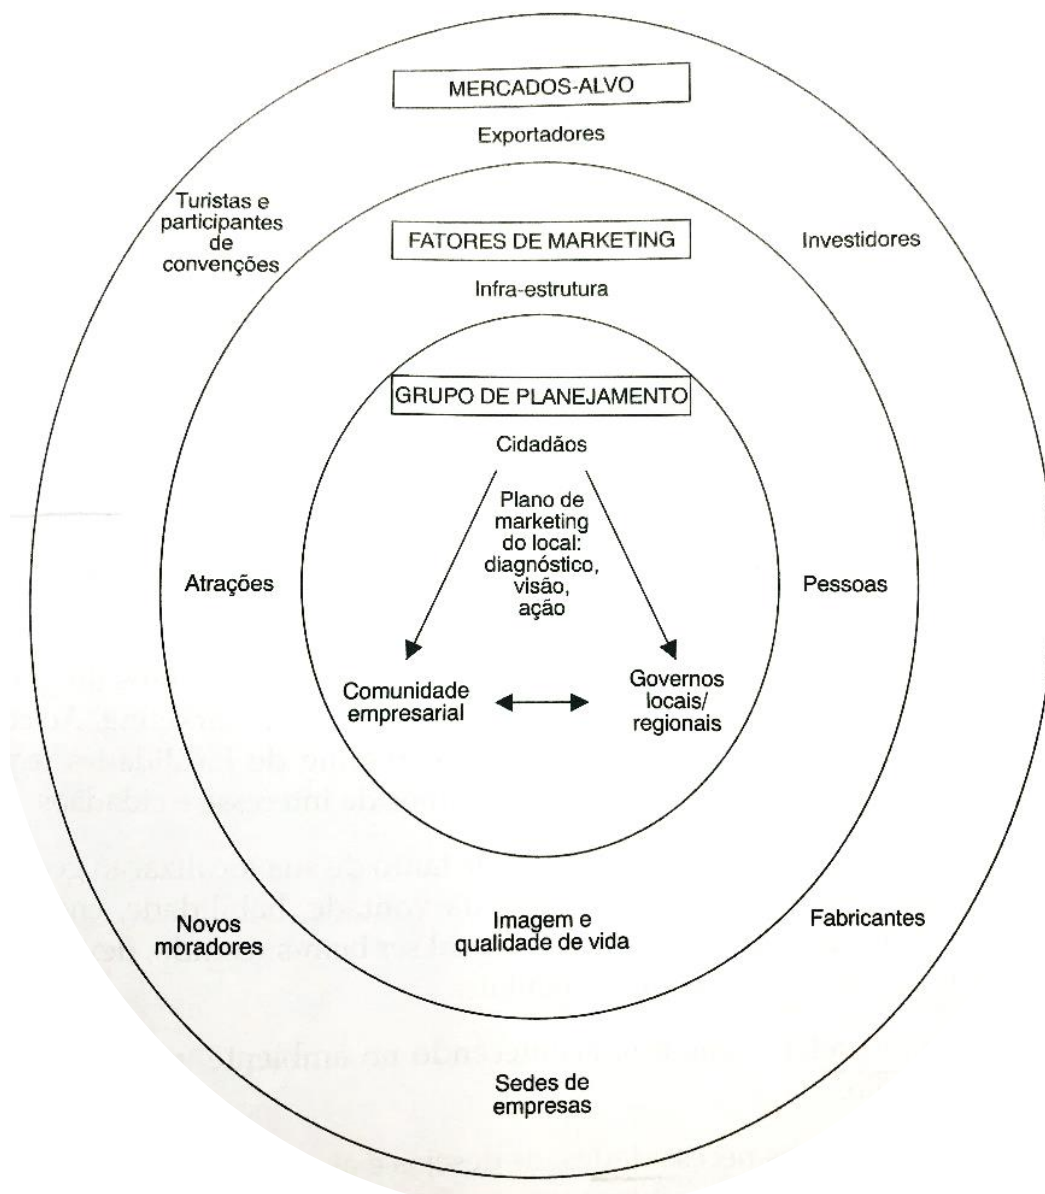 MERCADOS-ALVO
Exportadores
Turistas e
participantes
de
convenções
Investidores
FATORES DE MARKETING
Infra-estrutura
GRUPO DE PLANEJAMENTO
Cidadãos
Plano de
marketing
do local:
diagnóstico,
visão,
ação
Atrações
Pessoas
Comunidade
empresarial
Governos
locais/
regionais
Novos
moradores
Imagem e
qualidade de vida
Fabricantes
Sedes de
empresas